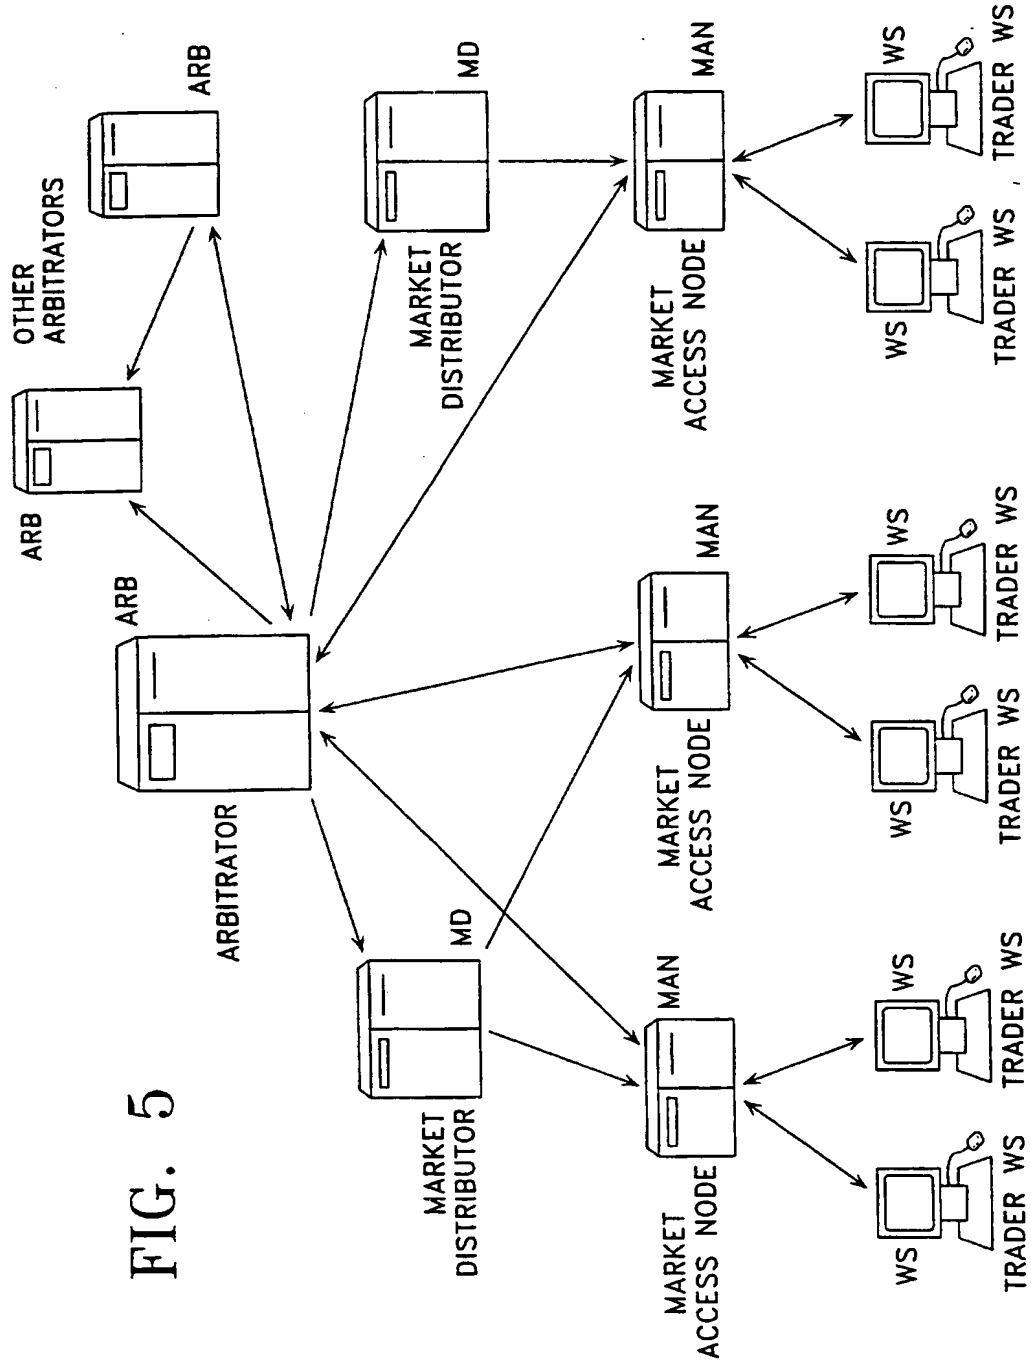 FIG. 5
OTHER
ARBITRATORS
ARB
ARB
ARB
ARBITRATOR
MARKET
DISTRIBUTOR
MD
MARKET
DISTRIBUTOR
MD
MARKET
ACCESS NODE
MAN
MARKET
ACCESS NODE
MAN
MARKET
ACCESS NODE
MAN
WS
TRADER WS
WS
TRADER WS
WS
TRADER WS
WS
TRADER WS
WS
TRADER WS
WS
TRADER WS